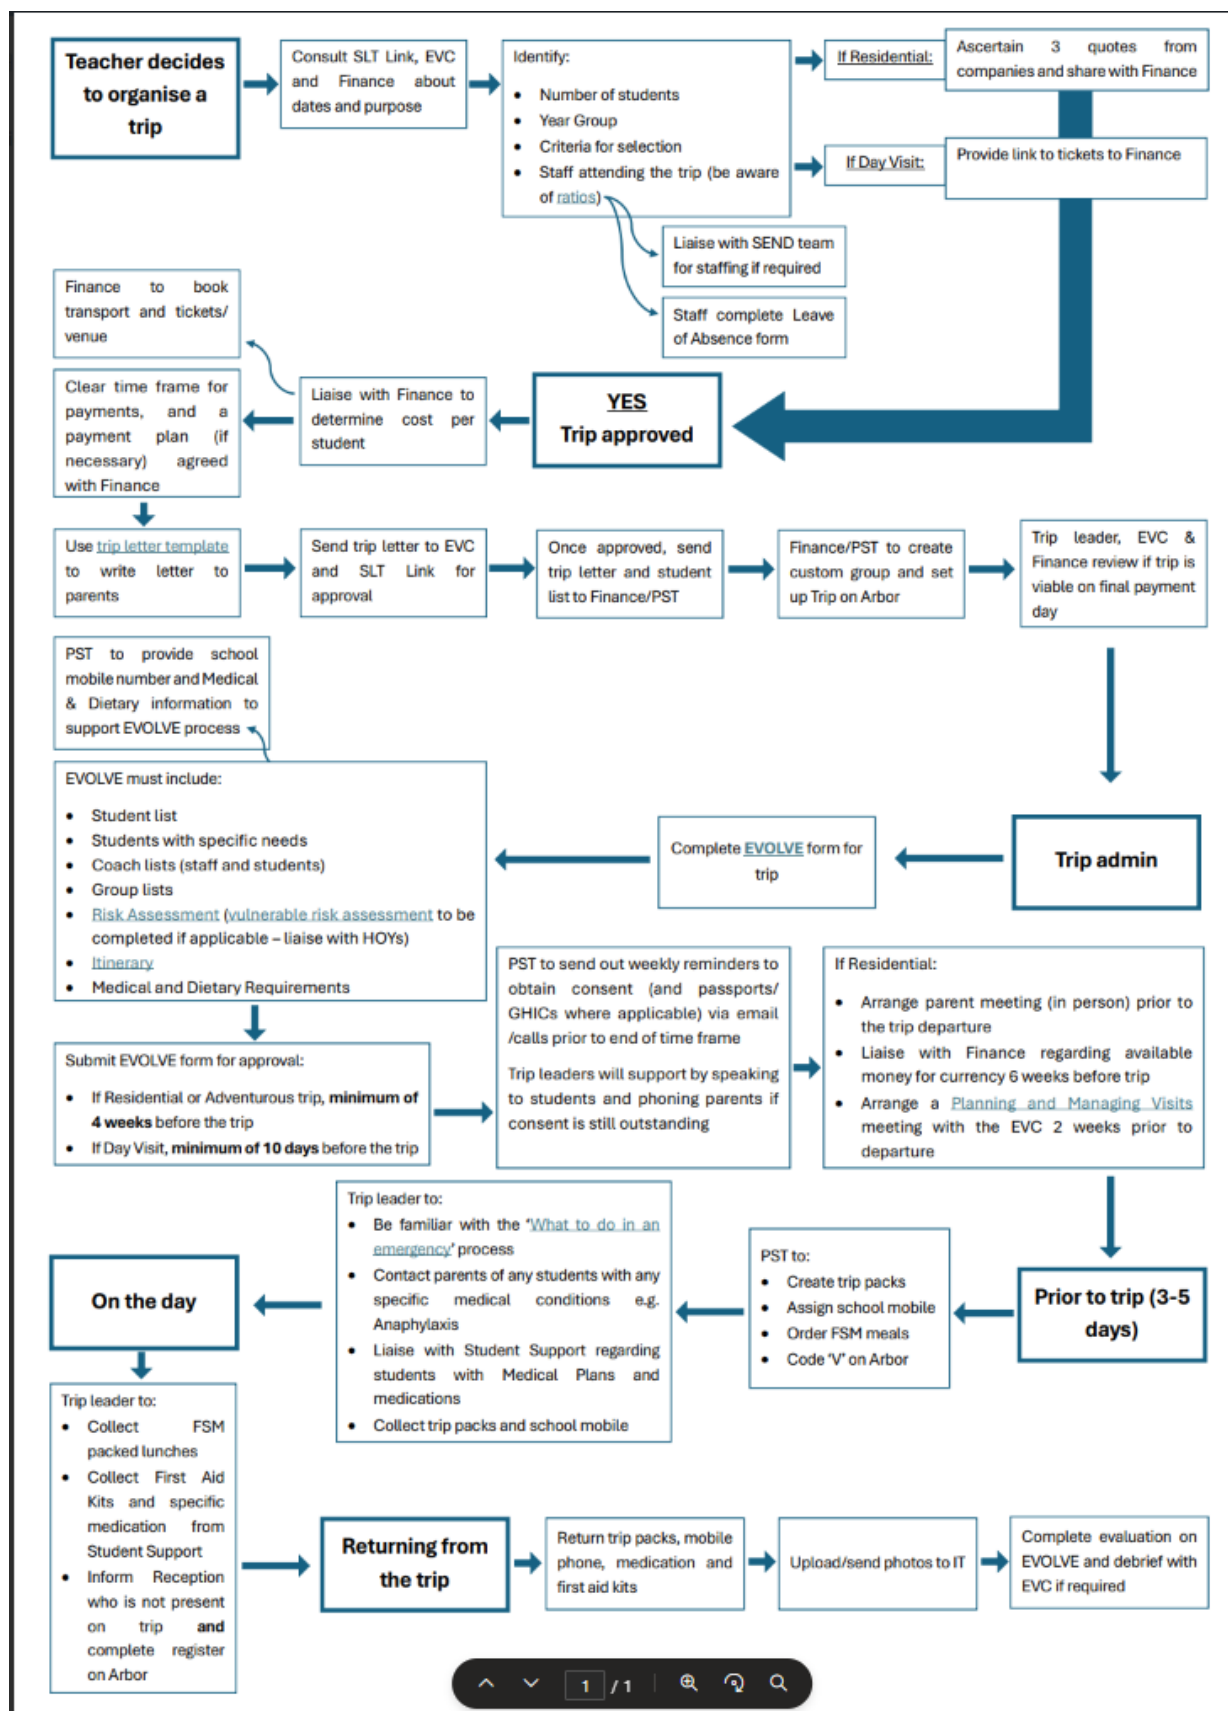 Teacher decides
to organise a
trip
Consult SLT Link, EVC
and Finance about
dates and purpose
Identify:
• Number of students
• Year Group
• Criteria for selection
• Staff attending the trip (be aware
of ratios)
If Residential:
Ascertain 3 quotes from
companies and share with Finance
If Day Visit:
Provide link to tickets to Finance
Liaise with SEND team
for staffing if required
Staff complete Leave
of Absence form
YES
Trip approved
Liaise with Finance to
determine cost per
student
Finance to book
transport and tickets/
venue
Clear time frame for
payments, and a
payment plan (if
necessary) agreed
with Finance
Use trip letter template
to write letter to
parents
Send trip letter to EVC
and SLT Link for
approval
Once approved, send
trip letter and student
list to Finance/PST
Finance/PST to create
custom group and set
up Trip on Arbor
Trip leader, EVC &
Finance review if trip is
viable on final payment
day
Trip admin
Complete EVOLVE form for
trip
PST to provide school
mobile number and Medical
& Dietary information to
support EVOLVE process
EVOLVE must include:
• Student list
• Students with specific needs
• Coach lists (staff and students)
• Group lists
• Risk Assessment (vulnerable risk assessment to be
completed if applicable – liaise with HOYs)
• Itinerary
• Medical and Dietary Requirements
Submit EVOLVE form for approval:
• If Residential or Adventurous trip, minimum of
4 weeks before the trip
• If Day Visit, minimum of 10 days before the trip
PST to send out weekly reminders to
obtain consent (and passports/
GHICs where applicable) via email
/calls prior to end of time frame
Trip leaders will support by speaking
to students and phoning parents if
consent is still outstanding
If Residential:
• Arrange parent meeting (in person) prior to
the trip departure
• Liaise with Finance regarding available
money for currency 6 weeks before trip
• Arrange a Planning and Managing Visits
meeting with the EVC 2 weeks prior to
departure
Prior to trip (3-5
days)
PST to:
• Create trip packs
• Assign school mobile
• Order FSM meals
• Code 'V' on Arbor
Trip leader to:
• Be familiar with the 'What to do in an
emergency' process
• Contact parents of any students with any
specific medical conditions e.g.
Anaphylaxis
• Liaise with Student Support regarding
students with Medical Plans and
medications
• Collect trip packs and school mobile
On the day
Trip leader to:
• Collect FSM
packed lunches
• Collect First Aid
Kits and specific
medication from
Student Support
• Inform Reception
who is not present
on trip and
complete register
on Arbor
Returning from
the trip
Return trip packs, mobile
phone, medication and
first aid kits
Upload/send photos to IT
Complete evaluation on
EVOLVE and debrief with
EVC if required
1 / 1